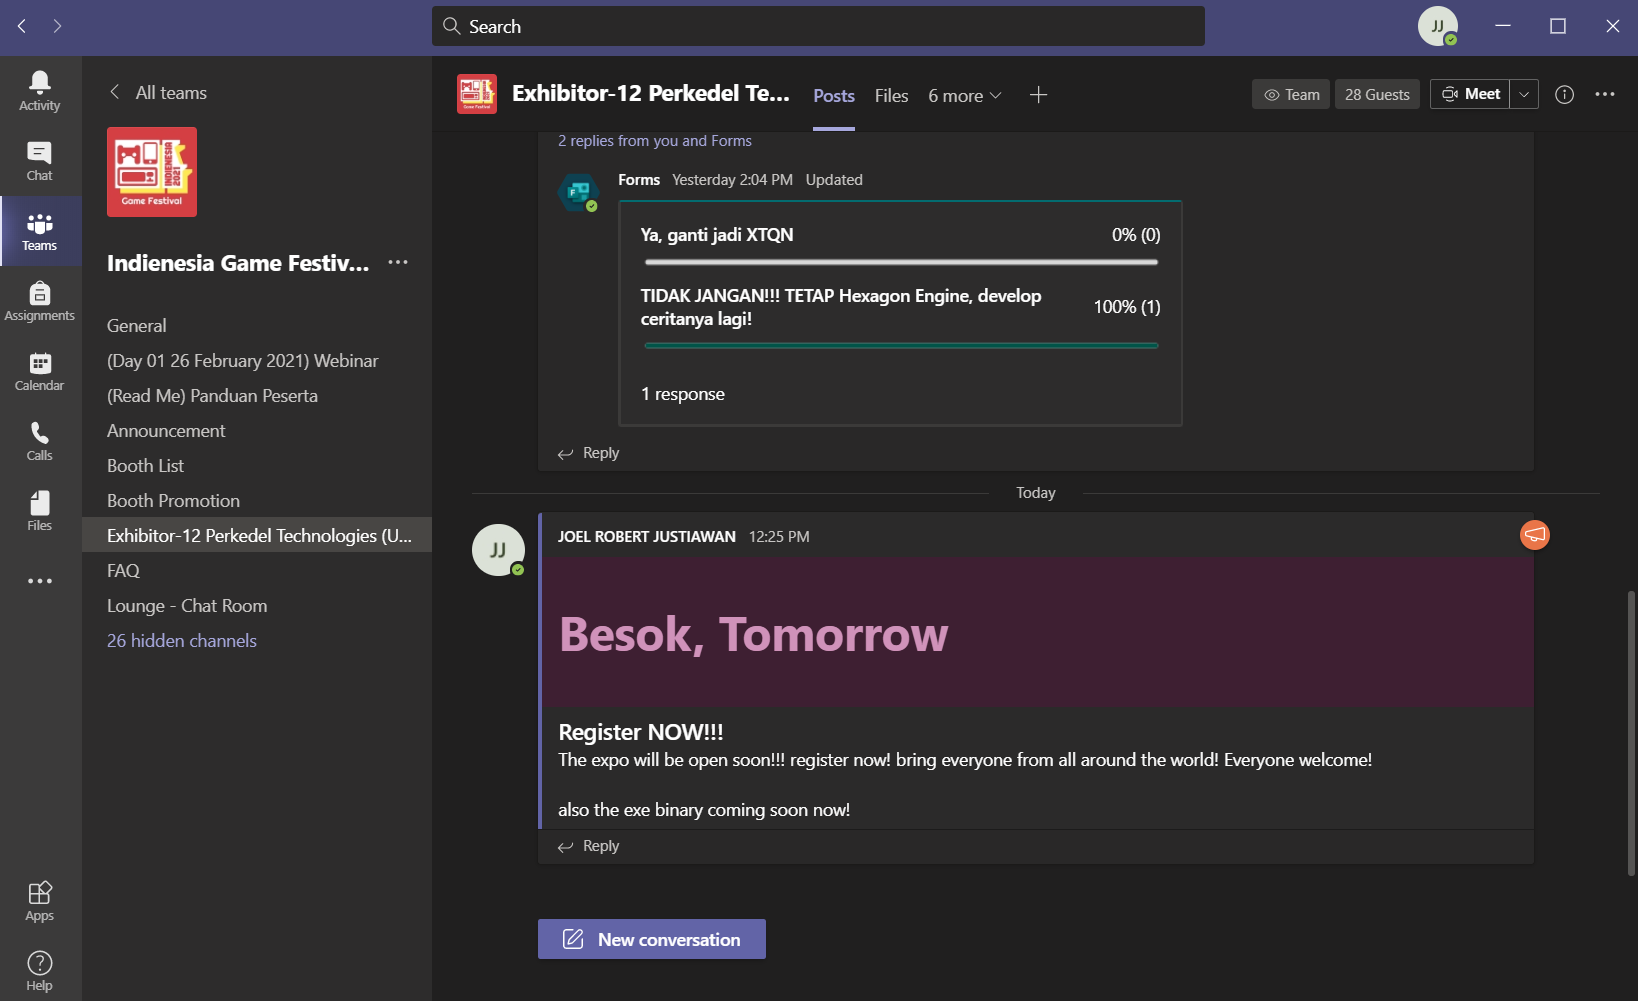 Search
JJ
Activity
Chat
Teams
Assignments
Calendar
Calls
Files
Apps
Help
All teams
INDIENESIA
2021
Game Festival
Indienesia Game Festiv...
General
(Day 01 26 February 2021) Webinar
(Read Me) Panduan Peserta
Announcement
Booth List
Booth Promotion
Exhibitor-12 Perkedel Technologies (U...
FAQ
Lounge - Chat Room
26 hidden channels
Game Festival
Exhibitor-12 Perkedel Te...
Posts
Files
6 more
Team
28 Guests
Meet
2 replies from you and Forms
F
Forms Yesterday 2:04 PM Updated
Ya, ganti jadi XTQN 0% (0)
TIDAK JANGAN!!! TETAP Hexagon Engine, develop
ceritanya lagi!
100% (1)
1 response
Reply
Today
JJ
JOEL ROBERT JUSTIAWAN 12:25 PM
Besok, Tomorrow
Register NOW!!!
The expo will be open soon!!! register now! bring everyone from all around the world! Everyone welcome!
also the exe binary coming soon now!
Reply
New conversation